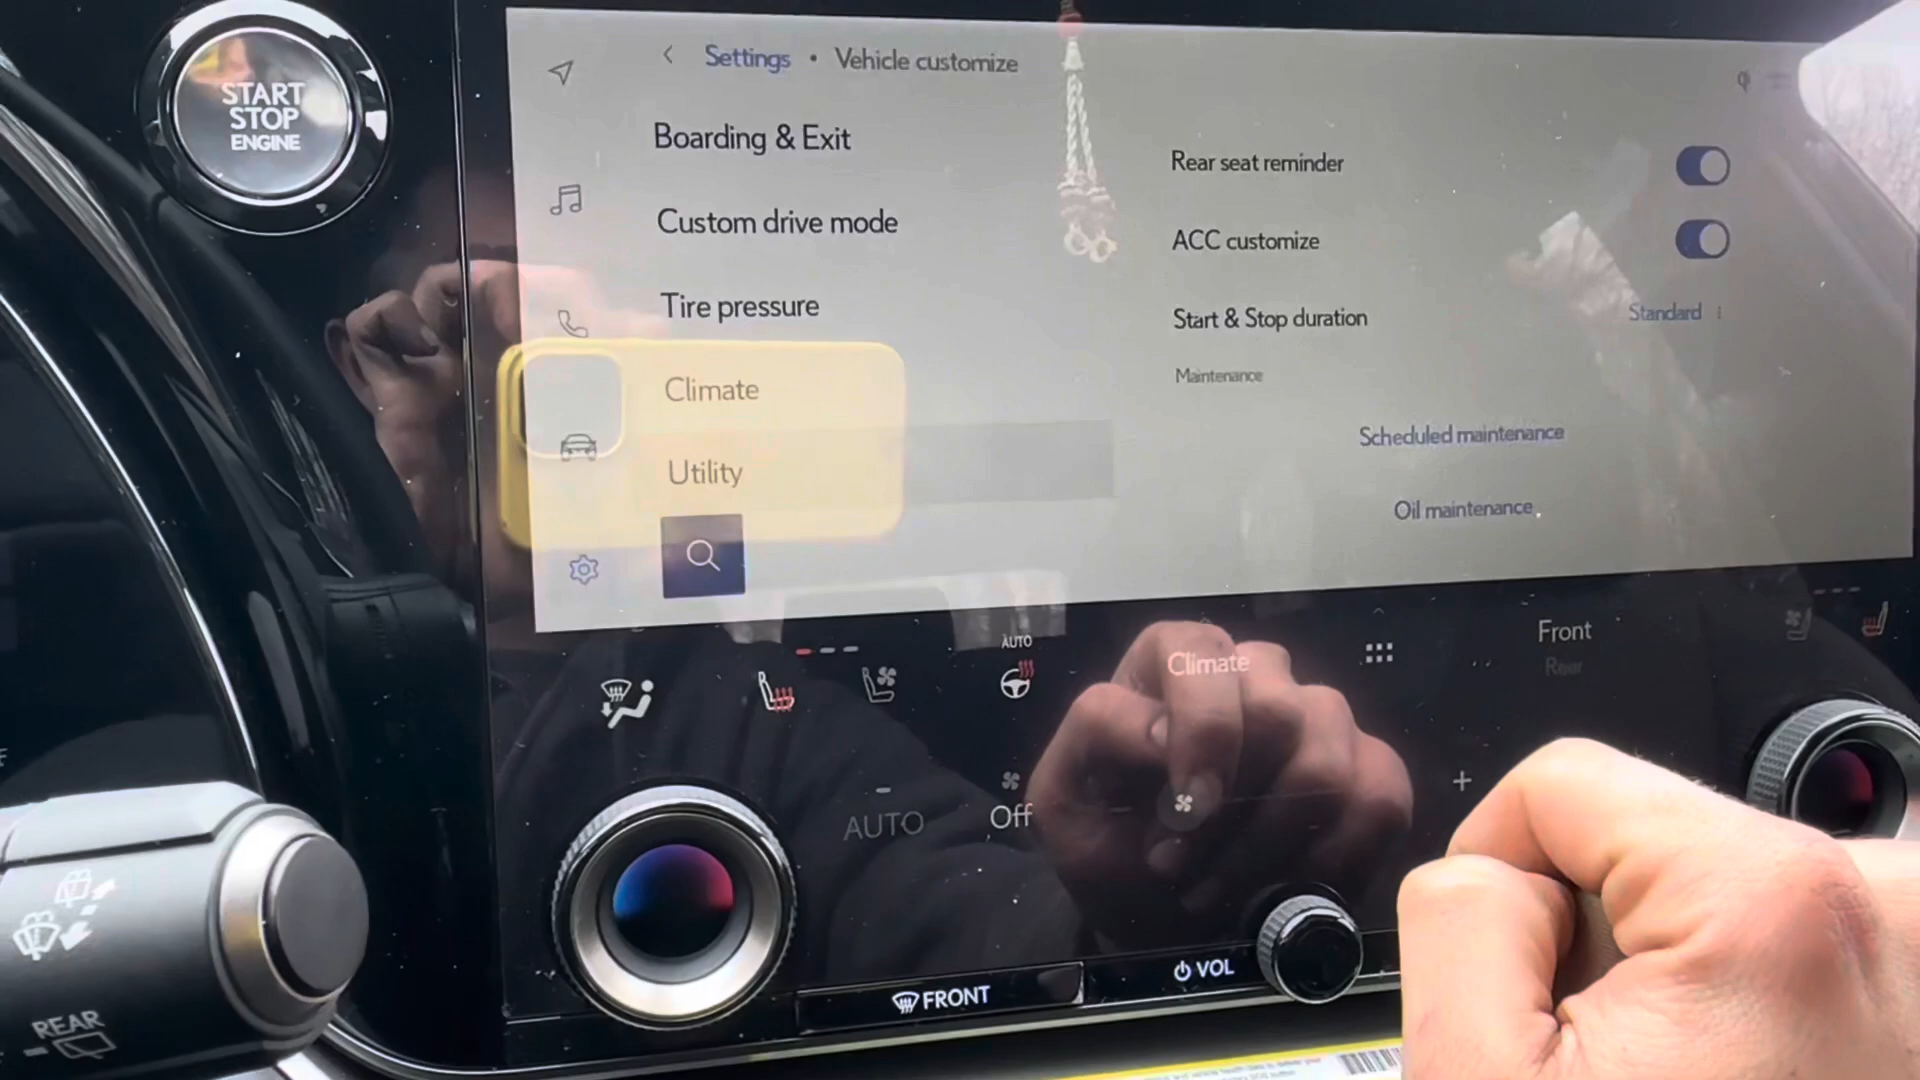 START
STOP
ENGINE
Settings • Vehicle customize
Boarding & Exit
Custom drive mode
Tire pressure
Climate
Utility
Rear seat reminder
ACC customize
Start & Stop duration
Standard
Maintenance
Scheduled maintenance
Oil maintenance
AUTO
Climate
Front
Rear
AUTO
Off
FRONT
VOL
REAR